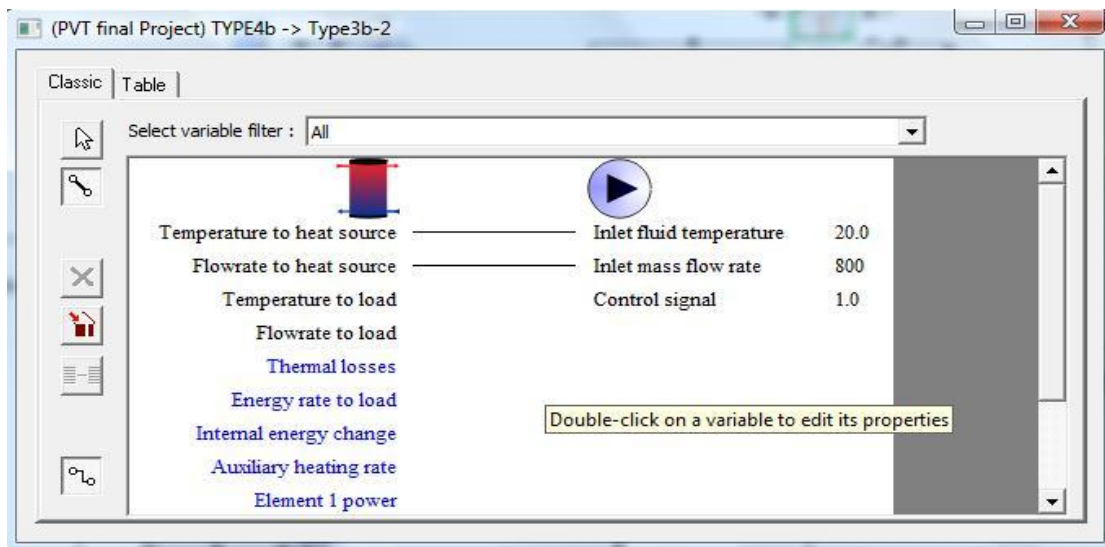 (PVT final Project) TYPE4b -> Type3b-2
Classic Table
Select variable filter : All
Temperature to heat source Inlet fluid temperature 20.0
Flowrate to heat source Inlet mass flow rate 800
Temperature to load Control signal 1.0
Flowrate to load
Thermal losses
Energy rate to load
Double-click on a variable to edit its properties
Internal energy change
Auxiliary heating rate
Element 1 power